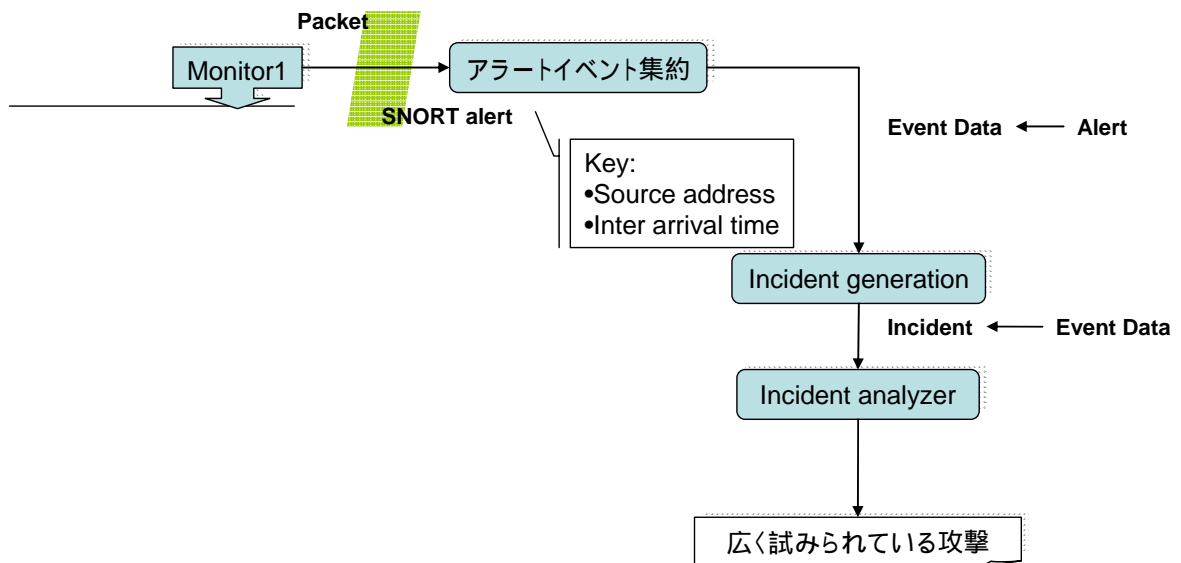 Packet
Monitor1
アラートイベント集約
SNORT alert
Event Data
Alert
Key:
•Source address
•Inter arrival time
Incident generation
Incident
Event Data
Incident analyzer
広く試みられている攻撃